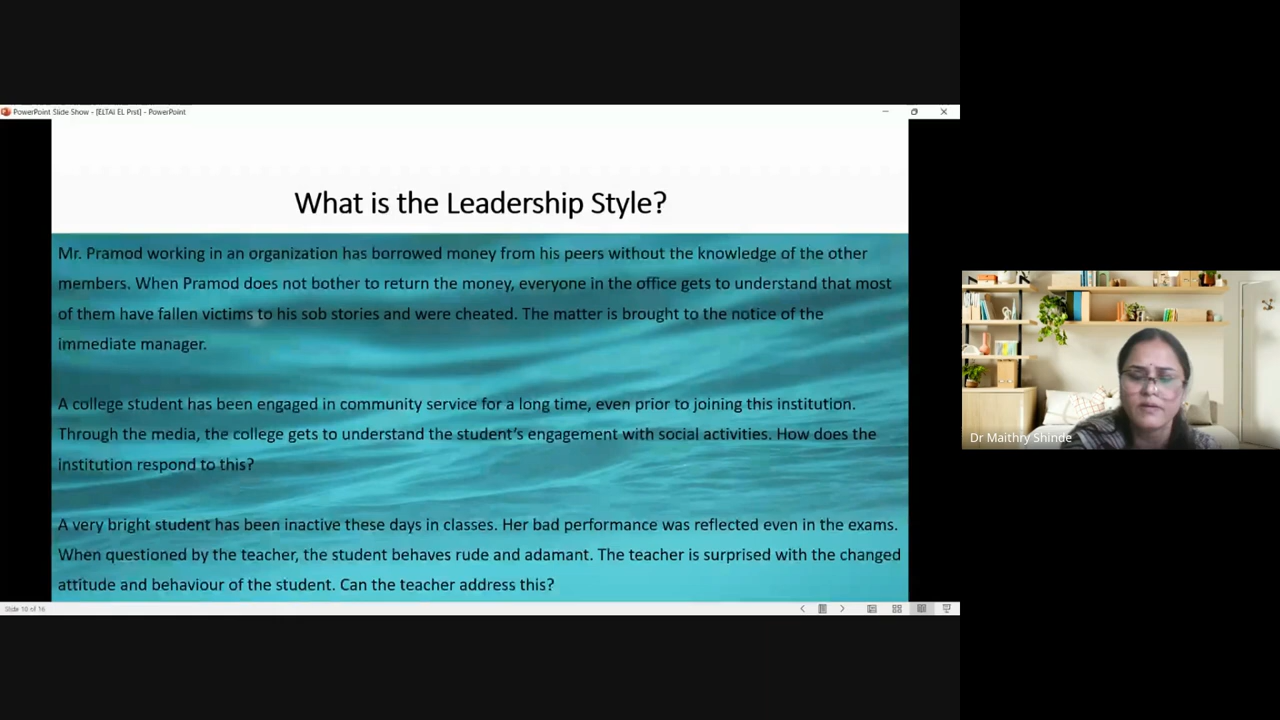 PowerPoint Slide Show - [ELTAI EL Prst] - PowerPoint
What is the Leadership Style?
Mr. Pramod working in an organization has borrowed money from his peers without the knowledge of the other
members. When Pramod does not bother to return the money, everyone in the office gets to understand that most
of them have fallen victims to his sob stories and were cheated. The matter is brought to the notice of the
immediate manager.
A college student has been engaged in community service for a long time, even prior to joining this institution.
Through the media, the college gets to understand the student's engagement with social activities. How does the
institution respond to this?
A very bright student has been inactive these days in classes. Her bad performance was reflected even in the exams.
When questioned by the teacher, the student behaves rude and adamant. The teacher is surprised with the changed
attitude and behaviour of the student. Can the teacher address this?
Slide 10 of 16
Dr Maithry Shinde